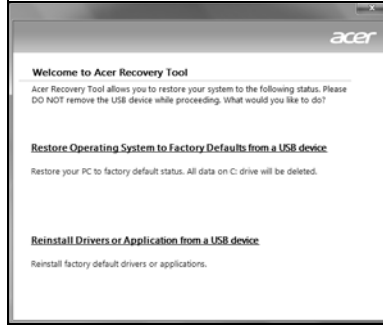 acer
Welcome to Acer Recovery Tool
Acer Recovery Tool allows you to restore your system to the following status. Please
DO NOT remove the USB device while proceeding. What would you like to do?
Restore Operating System to Factory Defaults from a USB device
Restore your PC to factory default status. All data on C: drive will be deleted.
Reinstall Drivers or Application from a USB device
Reinstall factory default drivers or applications.